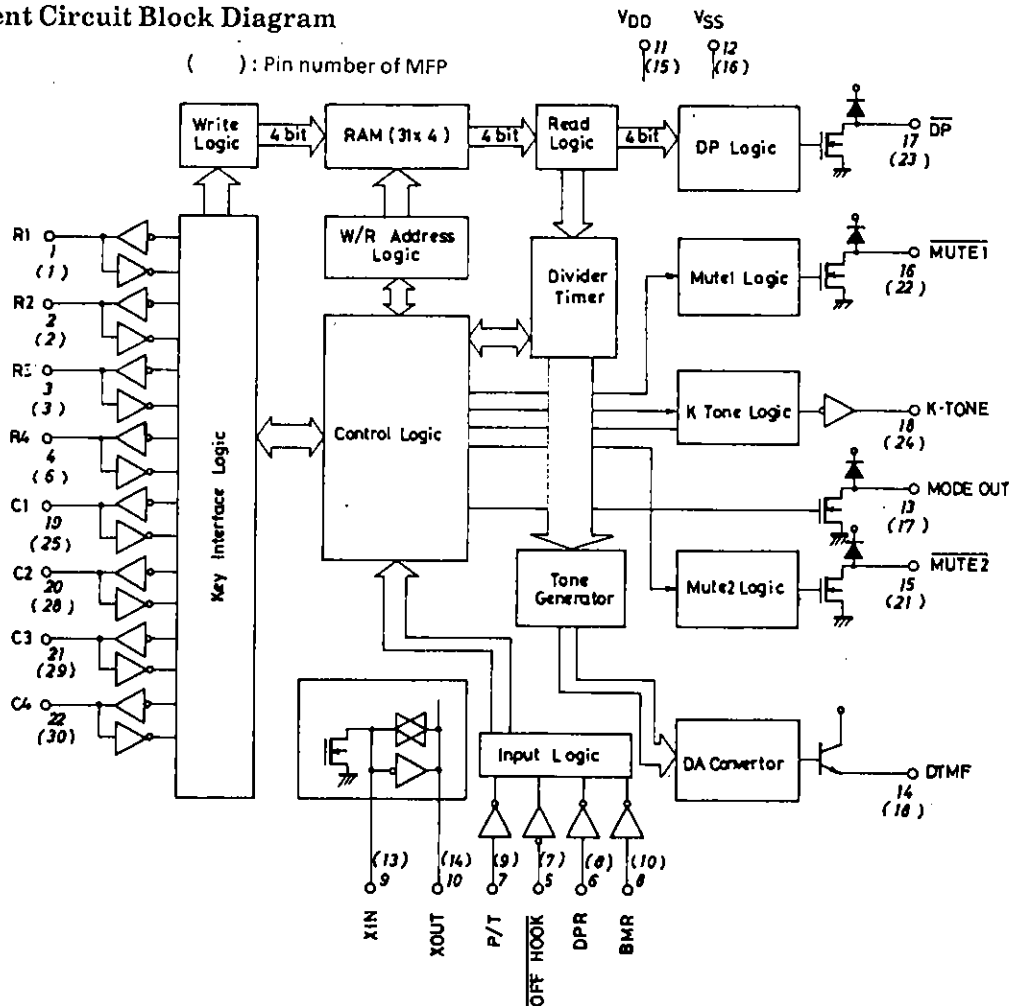 ent Circuit Block Diagram
( ) : Pin number of MFP
VDD
VSS
11
(15)
12
(16)
Write Logic
4 bit
RAM (31x 4)
4 bit
Read Logic
4 bit
DP Logic
DP
17
(23)
W/R Address Logic
Divider Timer
Mute1 Logic
MUTE1
16
(22)
R1
1
(1)
R2
2
(2)
R3
3
(3)
R4
4
(6)
C1
19
(25)
C2
20
(28)
C3
21
(29)
C4
22
(30)
Key Interface Logic
Control Logic
K Tone Logic
K-TONE
18
(24)
MODE OUT
13
(17)
Tone Generator
Mute2 Logic
MUTE2
15
(21)
Input Logic
DA Convertor
DTMF
14
(18)
(13)
9
XIN
(14)
10
XOUT
(9)
7
P/T
(7)
5
OFF HOOK
(8)
6
DPR
(10)
8
BMR